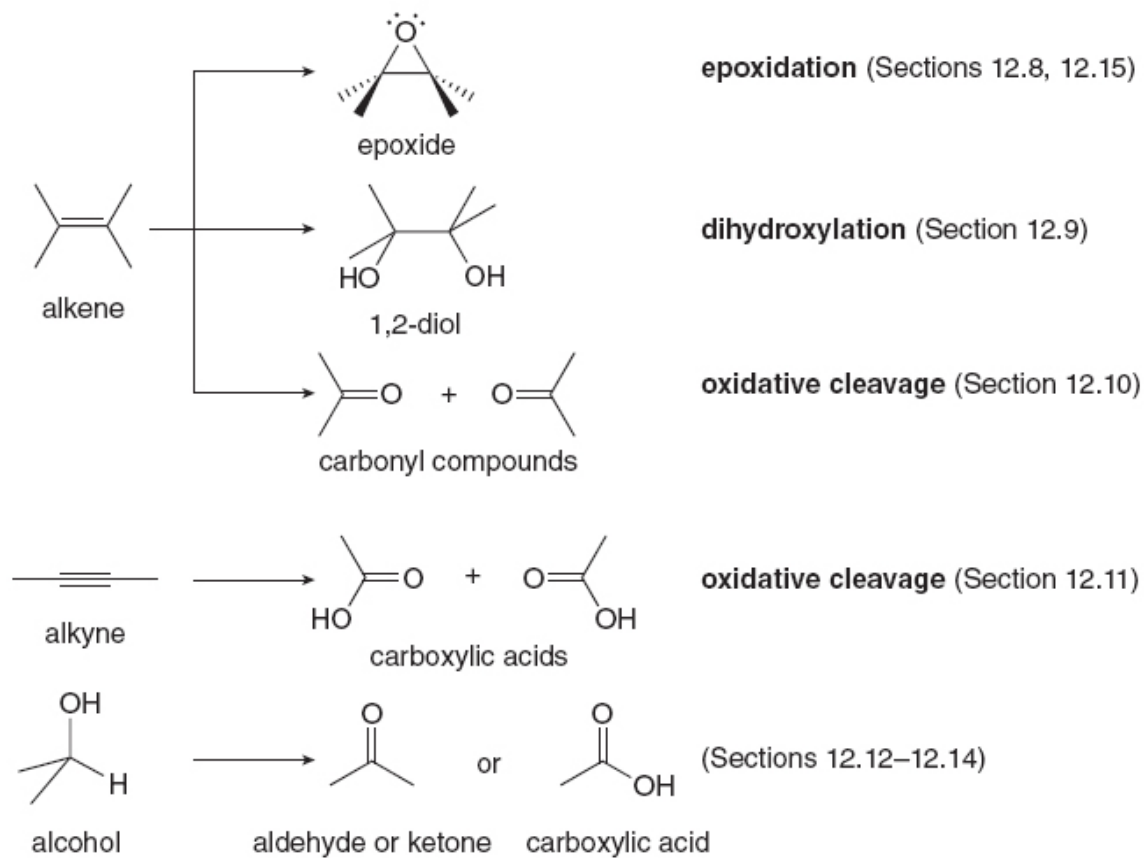 O
epoxidation (Sections 12.8, 12.15)
epoxide
dihydroxylation (Section 12.9)
HO OH
alkene
1,2-diol
O + O
oxidative cleavage (Section 12.10)
carbonyl compounds
O + O
oxidative cleavage (Section 12.11)
HO OH
alkyne
carboxylic acids
OH
O O
or
(Sections 12.12–12.14)
H
OH
alcohol
aldehyde or ketone
carboxylic acid